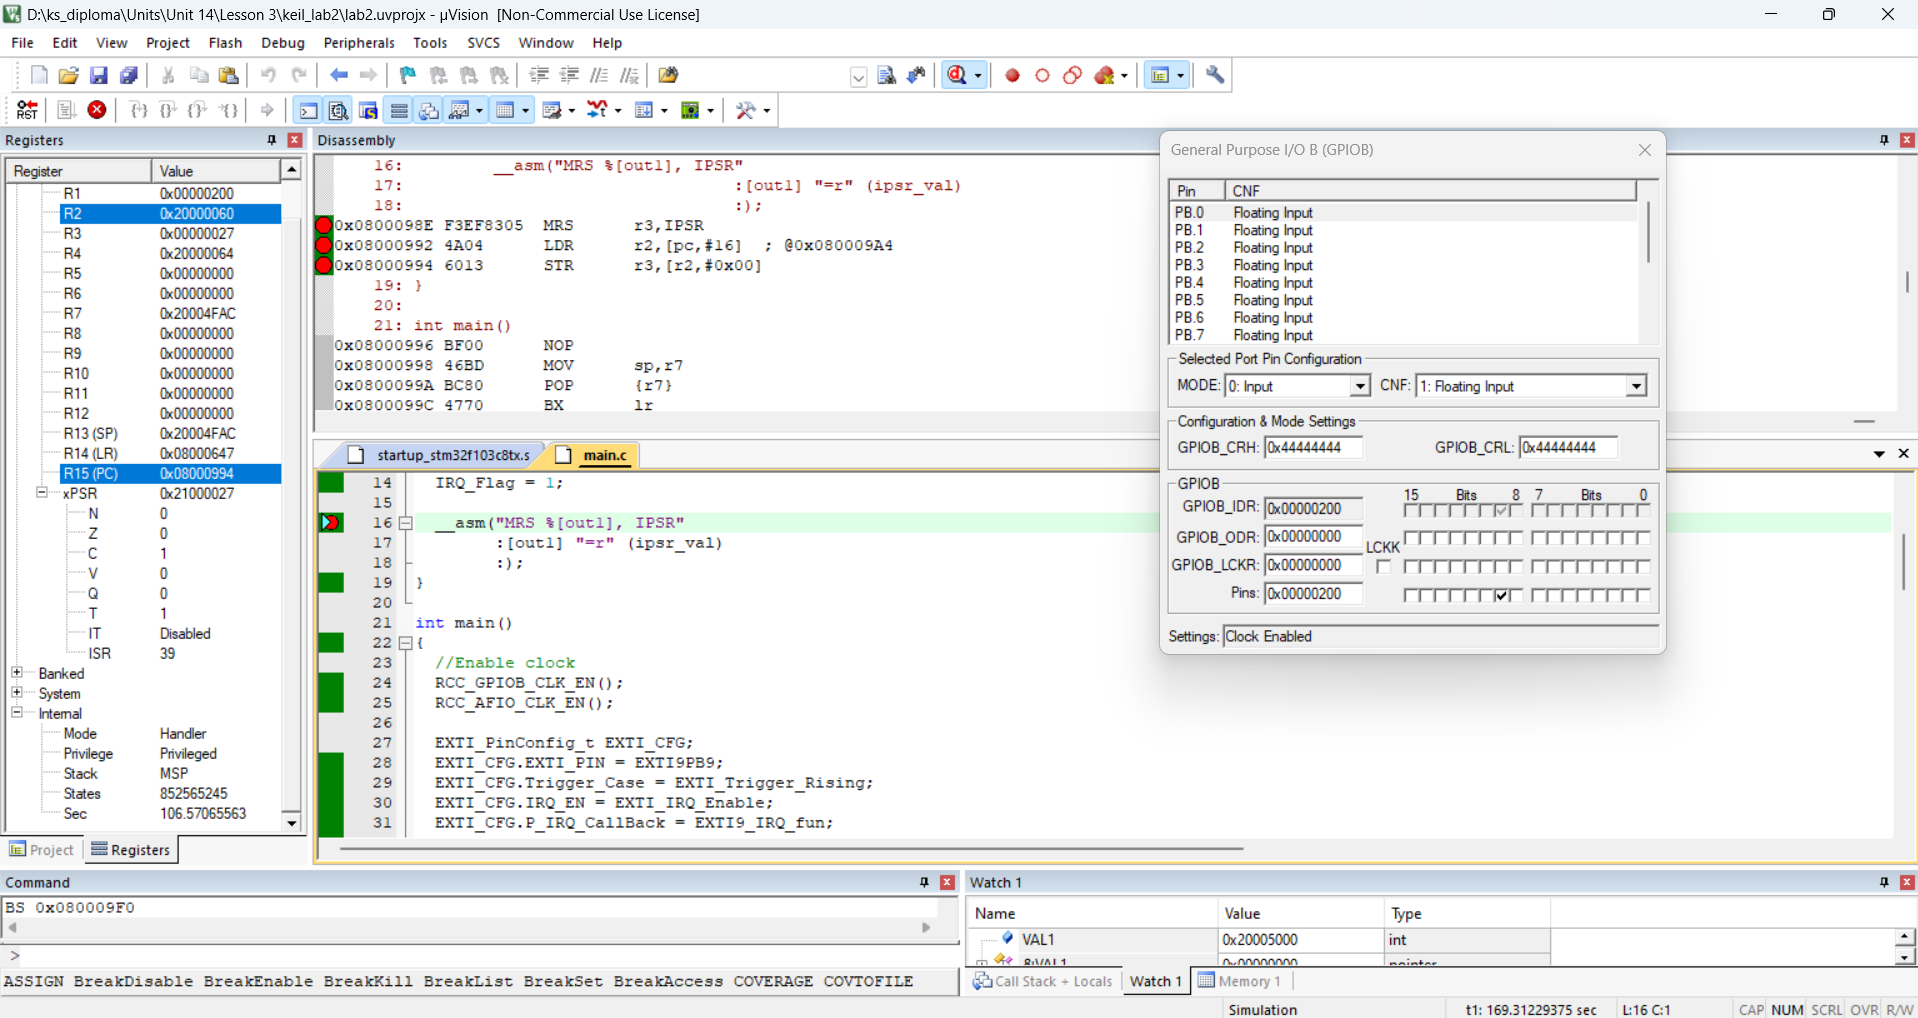 D:\ks_diploma\Units\Unit 14\Lesson 3\keil_lab2\lab2.uvprojx - µVision [Non-Commercial Use License]
File Edit View Project Flash Debug Peripherals Tools SVCS Window Help
RST
Registers
Register Value
R1 0x00000200
R2 0x20000060
R3 0x00000027
R4 0x20000064
R5 0x00000000
R6 0x00000000
R7 0x20004FAC
R8 0x00000000
R9 0x00000000
R10 0x00000000
R11 0x00000000
R12 0x00000000
R13 (SP) 0x20004FAC
R14 (LR) 0x08000647
R15 (PC) 0x08000994
xPSR 0x21000027
N 0
Z 0
C 1
V 0
Q 0
T 1
IT Disabled
ISR 39
Banked
System
Internal
Mode Handler
Privilege Privileged
Stack MSP
States 852565245
Sec 106.57065563
Project Registers
Disassembly
16: __asm("MRS %[out1], IPSR"
17: :[out1] "=r" (ipsr_val)
18: :);
0x0800098E F3EF8305 MRS r3,IPSR
0x08000992 4A04 LDR r2,[pc,#16] ; @0x080009A4
0x08000994 6013 STR r3,[r2,#0x00]
19: }
20:
21: int main()
0x08000996 BF00 NOP
0x08000998 46BD MOV sp,r7
0x0800099A BC80 POP {r7}
0x0800099C 4770 BX lr
startup_stm32f103c8tx.s main.c
14 IRQ_Flag = 1;
15
16 __asm("MRS %[out1], IPSR"
17 :[out1] "=r" (ipsr_val)
18 :);
19 }
20
21 int main()
22 {
23 //Enable clock
24 RCC_GPIOB_CLK_EN();
25 RCC_AFIO_CLK_EN();
26
27 EXTI_PinConfig_t EXTI_CFG;
28 EXTI_CFG.EXTI_PIN = EXTI9PB9;
29 EXTI_CFG.Trigger_Case = EXTI_Trigger_Rising;
30 EXTI_CFG.IRQ_EN = EXTI_IRQ_Enable;
31 EXTI_CFG.P_IRQ_CallBack = EXTI9_IRQ_fun;
General Purpose I/O B (GPIOB)
Pin CNF
PB.0 Floating Input
PB.1 Floating Input
PB.2 Floating Input
PB.3 Floating Input
PB.4 Floating Input
PB.5 Floating Input
PB.6 Floating Input
PB.7 Floating Input
Selected Port Pin Configuration
MODE: 0: Input CNF: 1: Floating Input
Configuration & Mode Settings
GPIOB_CRH: 0x44444444 GPIOB_CRL: 0x44444444
GPIOB
15 Bits 8 7 Bits 0
GPIOB_IDR: 0x00000200
GPIOB_ODR: 0x00000000
LCKK
GPIOB_LCKR: 0x00000000
Pins: 0x00000200
Settings: Clock Enabled
Command
BS 0x080009F0
>
ASSIGN BreakDisable BreakEnable BreakKill BreakList BreakSet BreakAccess COVERAGE COVTOFILE
Watch 1
Name Value Type
VAL1 0x20005000 int
&VAL1 0x00000000 pointer
Call Stack + Locals Watch 1 Memory 1
Simulation t1: 169.31229375 sec L:16 C:1 CAP NUM SCRL OVR R/W